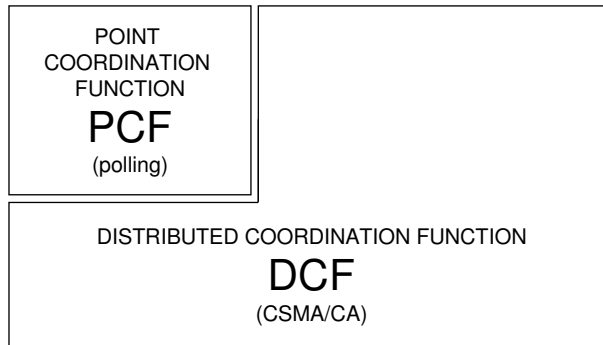 POINT
COORDINATION
FUNCTION
PCF
(polling)
DISTRIBUTED COORDINATION FUNCTION
DCF
(CSMA/CA)